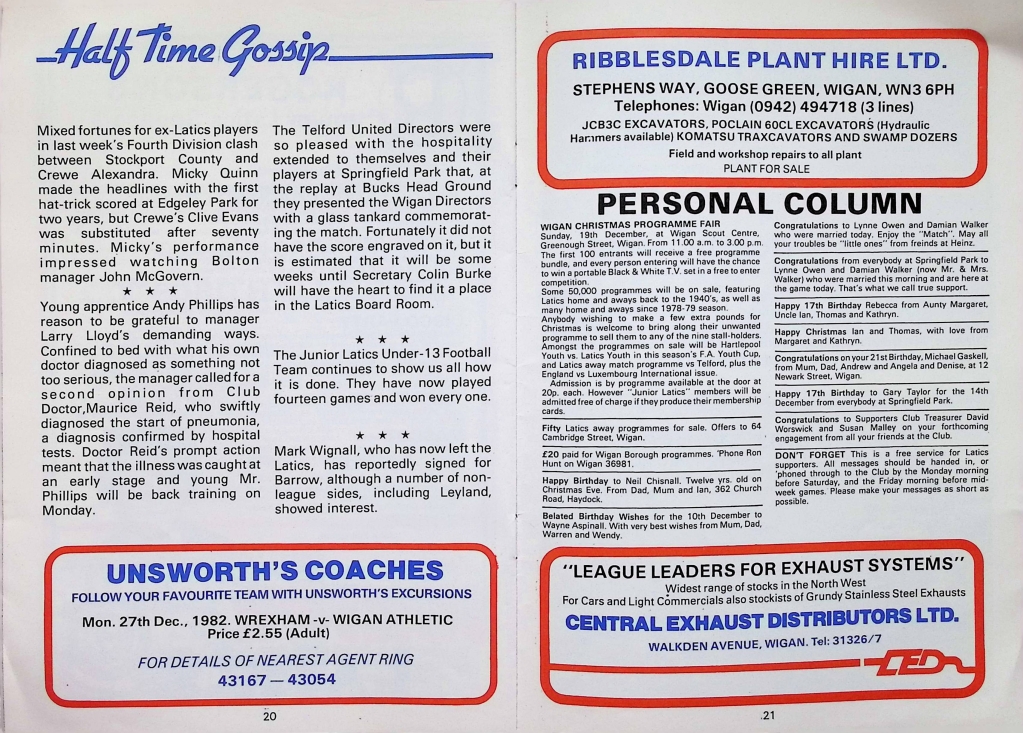 Half Time Gossip
Mixed fortunes for ex-Latics players
in last week's Fourth Division clash
between Stockport County and
Crewe Alexandra. Micky Quinn
made the headlines with the first
hat-trick scored at Edgeley Park for
two years, but Crewe's Clive Evans
was substituted after seventy
minutes. Micky's performance
impressed watching Bolton
manager John McGovern.
★ ★ ★
Young apprentice Andy Phillips has
reason to be grateful to manager
Larry Lloyd's demanding ways.
Confined to bed with what his own
doctor diagnosed as something not
too serious, the manager called for a
second opinion from Club
Doctor,Maurice Reid, who swiftly
diagnosed the start of pneumonia,
a diagnosis confirmed by hospital
tests. Doctor Reid's prompt action
meant that the illness was caught at
an early stage and young Mr.
Phillips will be back training on
Monday.
The Telford United Directors were
so pleased with the hospitality
extended to themselves and their
players at Springfield Park that, at
the replay at Bucks Head Ground
they presented the Wigan Directors
with a glass tankard commemorat-
ing the match. Fortunately it did not
have the score engraved on it, but it
is estimated that it will be some
weeks until Secretary Colin Burke
will have the heart to find it a place
in the Latics Board Room.
★ ★ ★
The Junior Latics Under-13 Football
Team continues to show us all how
it is done. They have now played
fourteen games and won every one.
★ ★ ★
Mark Wignall, who has now left the
Latics, has reportedly signed for
Barrow, although a number of non-
league sides, including Leyland,
showed interest.
UNSWORTH'S COACHES
FOLLOW YOUR FAVOURITE TEAM WITH UNSWORTH'S EXCURSIONS
Mon. 27th Dec., 1982. WREXHAM -v- WIGAN ATHLETIC
Price £2.55 (Adult)
FOR DETAILS OF NEAREST AGENT RING
43167 — 43054
20
RIBBLESDALE PLANT HIRE LTD.
STEPHENS WAY, GOOSE GREEN, WIGAN, WN3 6PH
Telephones: Wigan (0942) 494718 (3 lines)
JCB3C EXCAVATORS, POCLAIN 60CL EXCAVATORS (Hydraulic
Hammers available) KOMATSU TRAXCAVATORS AND SWAMP DOZERS
Field and workshop repairs to all plant
PLANT FOR SALE
PERSONAL COLUMN
WIGAN CHRISTMAS PROGRAMME FAIR
Sunday, 19th December, at Wigan Scout Centre,
Greenough Street, Wigan. From 11.00 a.m. to 3.00 p.m.
The first 100 entrants will receive a free programme
bundle, and every person entering will have the chance
to win a portable Black & White T.V. set in a free to enter
competition.
Some 50,000 programmes will be on sale, featuring
Latics home and aways back to the 1940's, as well as
many home and aways since 1978-79 season.
Anybody wishing to make a few extra pounds for
Christmas is welcome to bring along their unwanted
programme to sell them to any of the nine stall-holders.
Amongst the programmes on sale will be Hartlepool
Youth vs. Latics Youth in this season's F.A. Youth Cup,
and Latics away match programme vs Telford, plus the
England vs Luxembourg International issue.
Admission is by programme available at the door at
20p. each. However "Junior Latics" members will be
admitted free of charge if they produce their membership
cards.
Fifty Latics away programmes for sale. Offers to 64
Cambridge Street, Wigan.
£20 paid for Wigan Borough programmes. 'Phone Ron
Hunt on Wigan 36981.
Happy Birthday to Neil Chisnall. Twelve yrs. old on
Christmas Eve. From Dad, Mum and Ian, 362 Church
Road, Haydock.
Belated Birthday Wishes for the 10th December to
Wayne Aspinall. With very best wishes from Mum, Dad,
Warren and Wendy.
Congratulations to Lynne Owen and Damian Walker
who were married today. Enjoy the "Match". May all
your troubles be "little ones" from freinds at Heinz.
Congratulations from everybody at Springfield Park to
Lynne Owen and Damian Walker (now Mr. & Mrs.
Walker) who were married this morning and are here at
the game today. That's what we call true support.
Happy 17th Birthday Rebecca from Aunty Margaret,
Uncle Ian, Thomas and Kathryn.
Happy Christmas Ian and Thomas, with love from
Margaret and Kathryn.
Congratulations on your 21st Birthday, Michael Gaskell,
from Mum, Dad, Andrew and Angela and Denise, at 12
Newark Street, Wigan.
Happy 17th Birthday to Gary Taylor for the 14th
December from everybody at Springfield Park.
Congratulations to Supporters Club Treasurer David
Worswick and Susan Malley on your forthcoming
engagement from all your friends at the Club.
DON'T FORGET This is a free service for Latics
supporters. All messages should be handed in, or
'phoned through to the Club by the Monday morning
before Saturday, and the Friday morning before mid-
week games. Please make your messages as short as
possible.
"LEAGUE LEADERS FOR EXHAUST SYSTEMS"
Widest range of stocks in the North West
For Cars and Light Commercials also stockists of Grundy Stainless Steel Exhausts
CENTRAL EXHAUST DISTRIBUTORS LTD.
WALKDEN AVENUE, WIGAN. Tel: 31326/7
CED
21